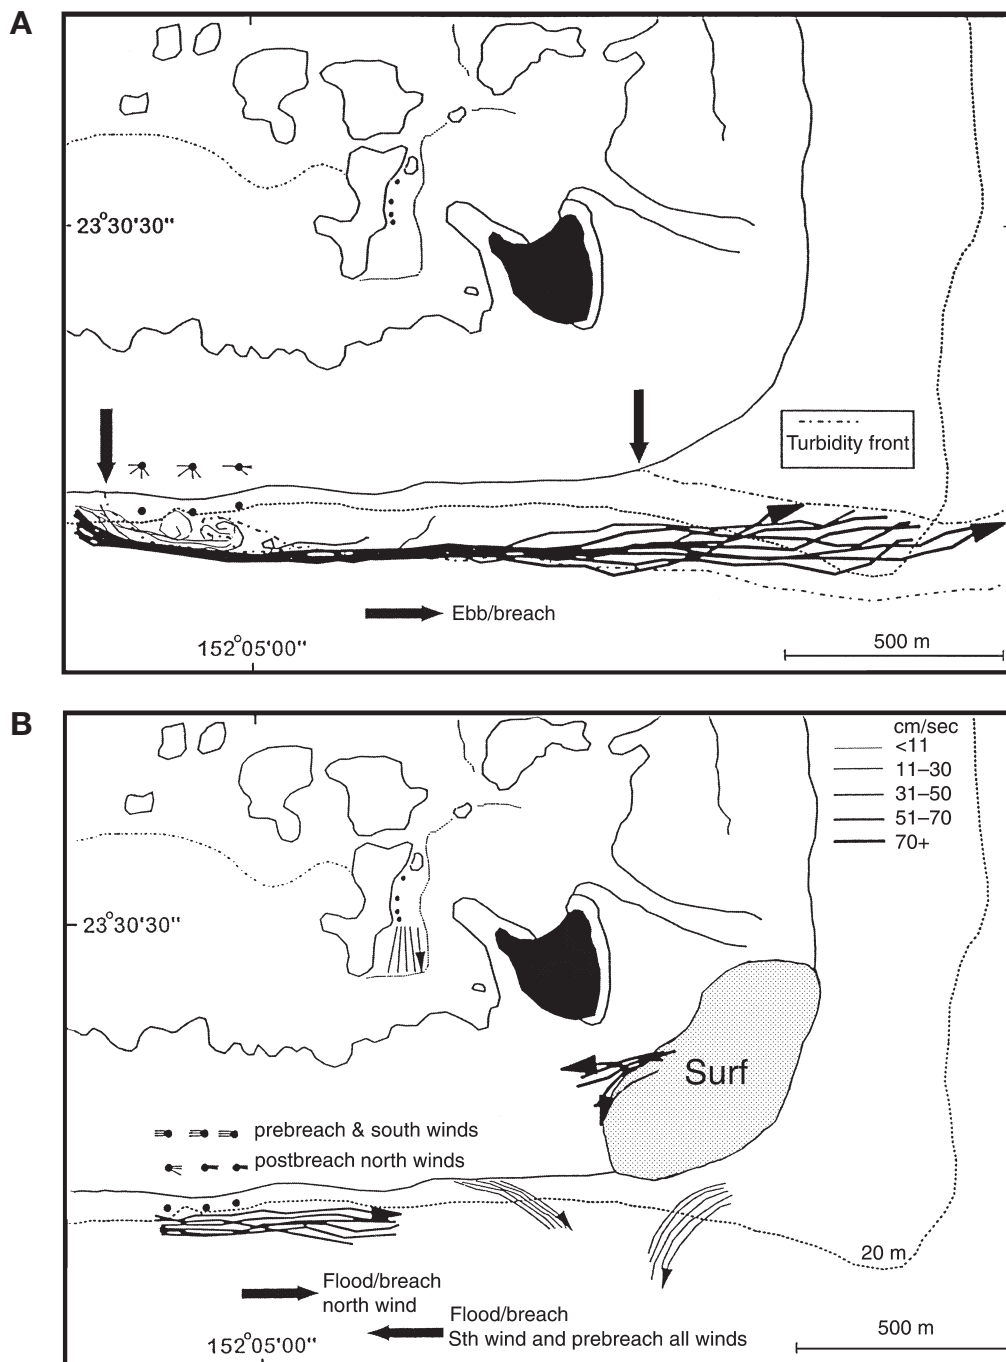 A
23°30'30"
Turbidity front
Ebb/breach
152°05'00"
500 m
B
cm/sec
<11
11–30
31–50
51–70
70+
23°30'30"
Surf
prebreach & south winds
postbreach north winds
20 m
Flood/breach
north wind
Flood/breach
Sth wind and prebreach all winds
152°05'00"
500 m